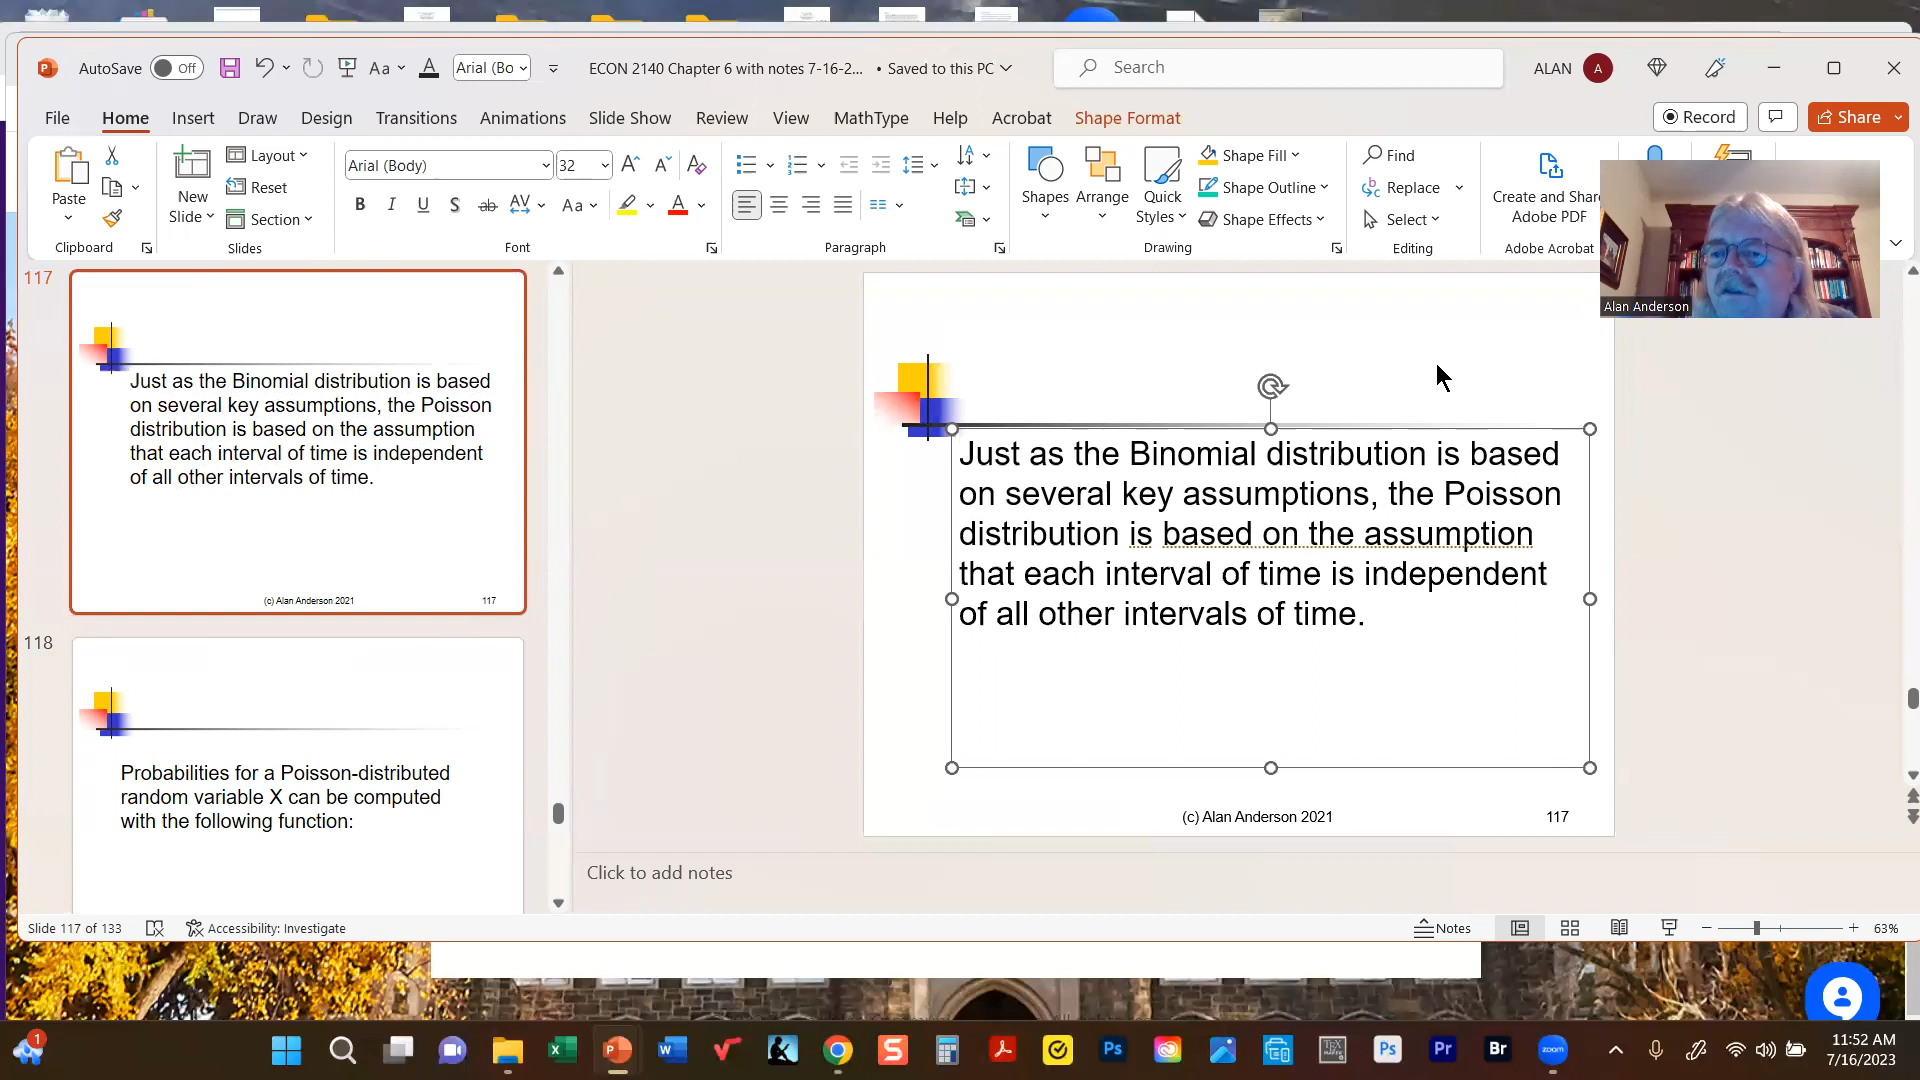 AutoSave Off Aa A Arial (Bo ECON 2140 Chapter 6 with notes 7-16-2... • Saved to this PC Search ALAN A
File Home Insert Draw Design Transitions Animations Slide Show Review View MathType Help Acrobat Shape Format Record Share
Paste
Clipboard
New
Slide
Layout
Reset
Section
Slides
Arial (Body) 32
B I U S ab AV Aa A
Font
Paragraph
Shapes
Arrange
Quick
Styles
Shape Fill
Shape Outline
Shape Effects
Drawing
Find
Replace
Select
Editing
Create and Share
Adobe PDF
Adobe Acrobat
Alan Anderson
117
Just as the Binomial distribution is based
on several key assumptions, the Poisson
distribution is based on the assumption
that each interval of time is independent
of all other intervals of time.
(c) Alan Anderson 2021 117
118
Probabilities for a Poisson-distributed
random variable X can be computed
with the following function:
Just as the Binomial distribution is based
on several key assumptions, the Poisson
distribution is based on the assumption
that each interval of time is independent
of all other intervals of time.
(c) Alan Anderson 2021 117
Click to add notes
Slide 117 of 133 Accessibility: Investigate Notes 63%
1
zoom
11:52 AM
7/16/2023